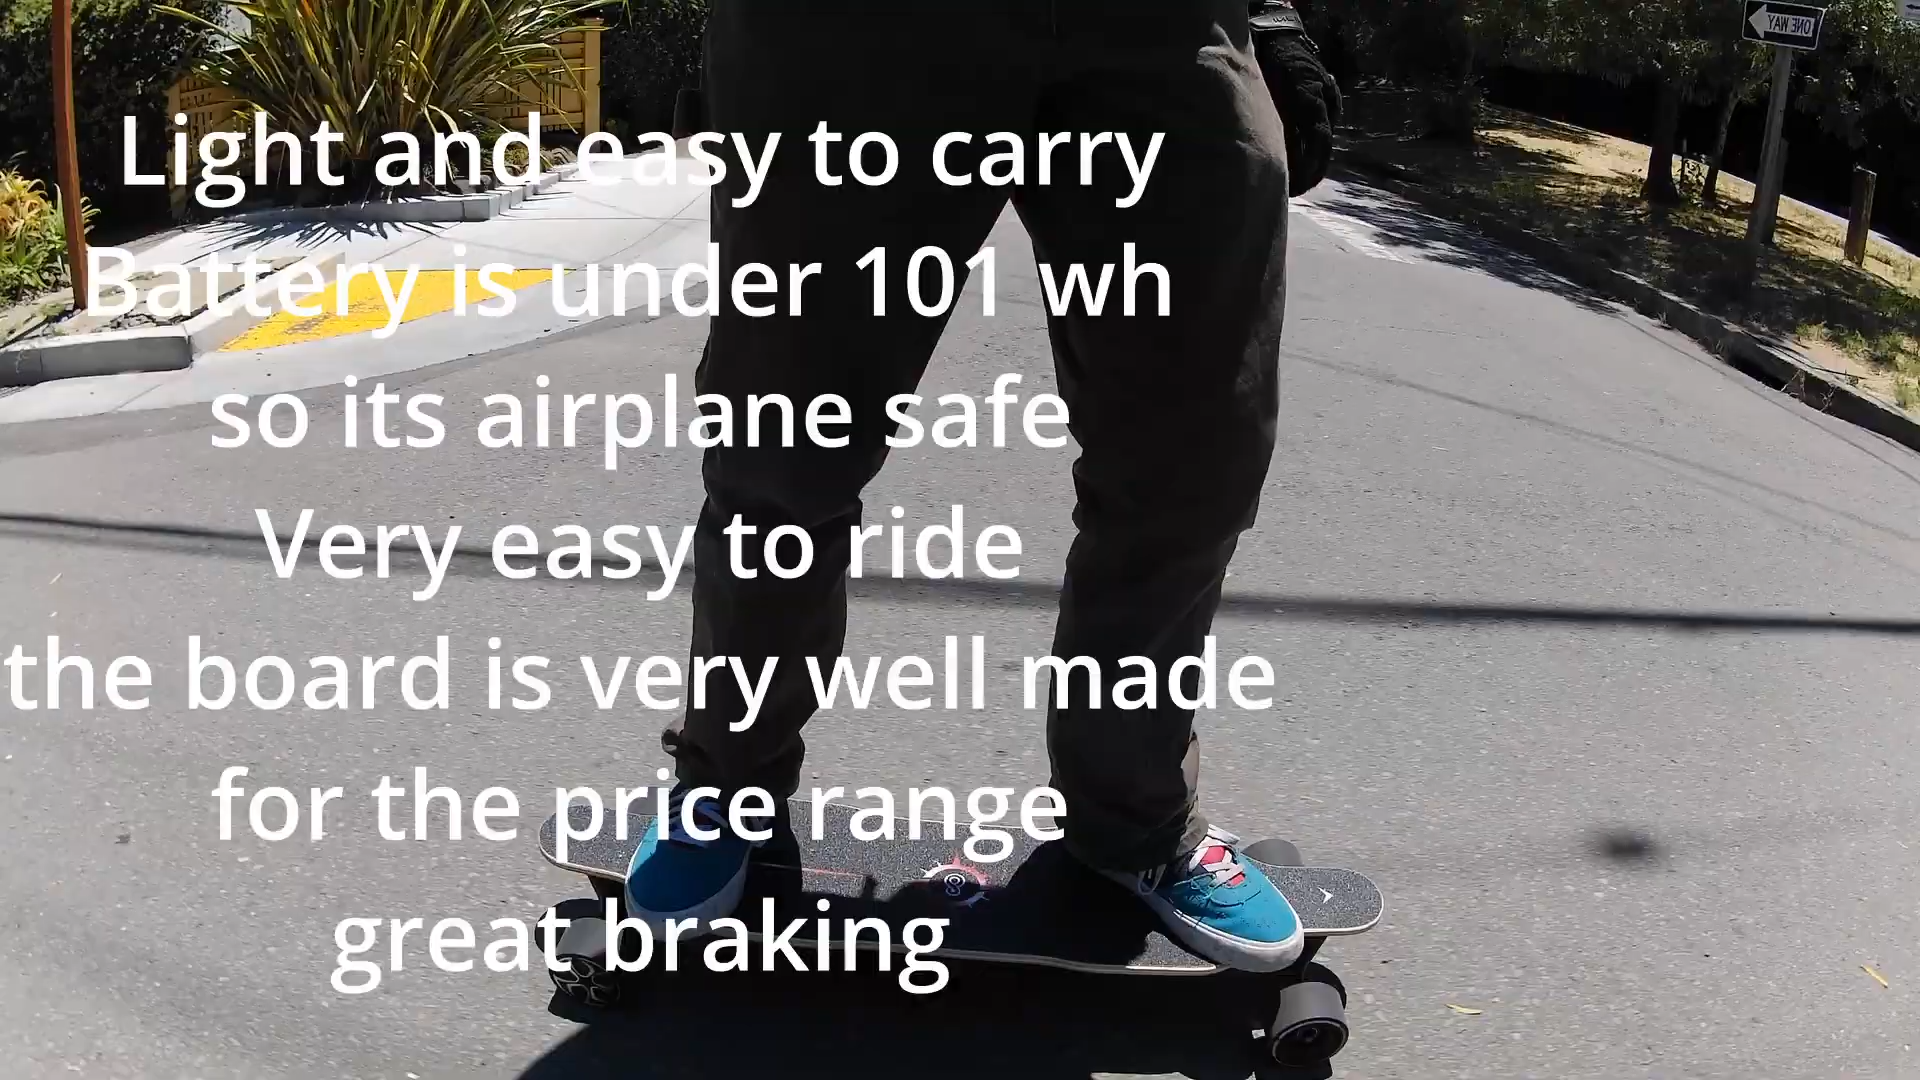 Light and easy to carry
Battery is under 101 wh
so its airplane safe
Very easy to ride
the board is very well made
for the price range
great braking
ONE WAY